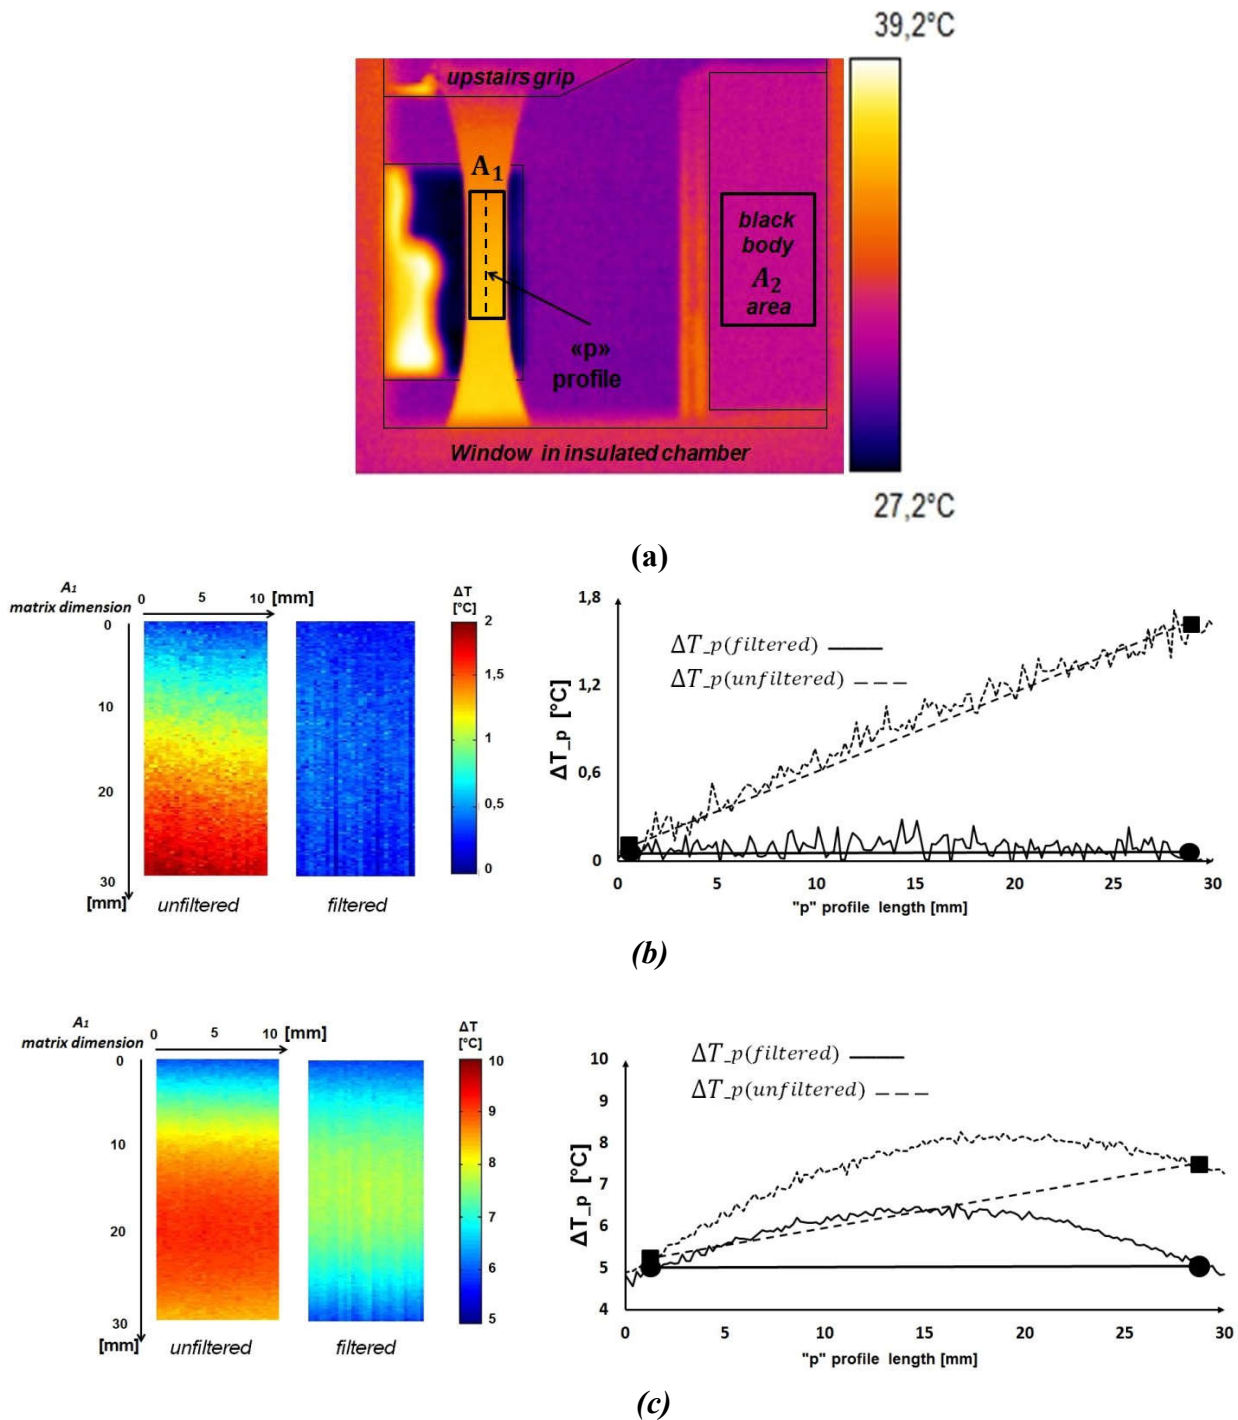 39,2°C
upstairs grip
A₁
black
body
A₂
area
«p»
profile
Window in insulated chamber
27,2°C
(a)
A₁
matrix dimension
0 5 10 [mm]
0
10
20
30
[mm]
unfiltered
filtered
ΔT
[°C]
2
1,5
1
0,5
0
1,8
1,2
0,6
0
ΔT_p [°C]
ΔT_p(filtered)
ΔT_p(unfiltered)
0 5 10 15 20 25 30
"p" profile length [mm]
(b)
A₁
matrix dimension
0 5 10 [mm]
0
10
20
30
[mm]
unfiltered
filtered
ΔT
[°C]
10
9
8
7
6
5
10
9
8
7
6
5
4
ΔT_p [°C]
ΔT_p(filtered)
ΔT_p(unfiltered)
0 5 10 15 20 25 30
"p" profile length [mm]
(c)